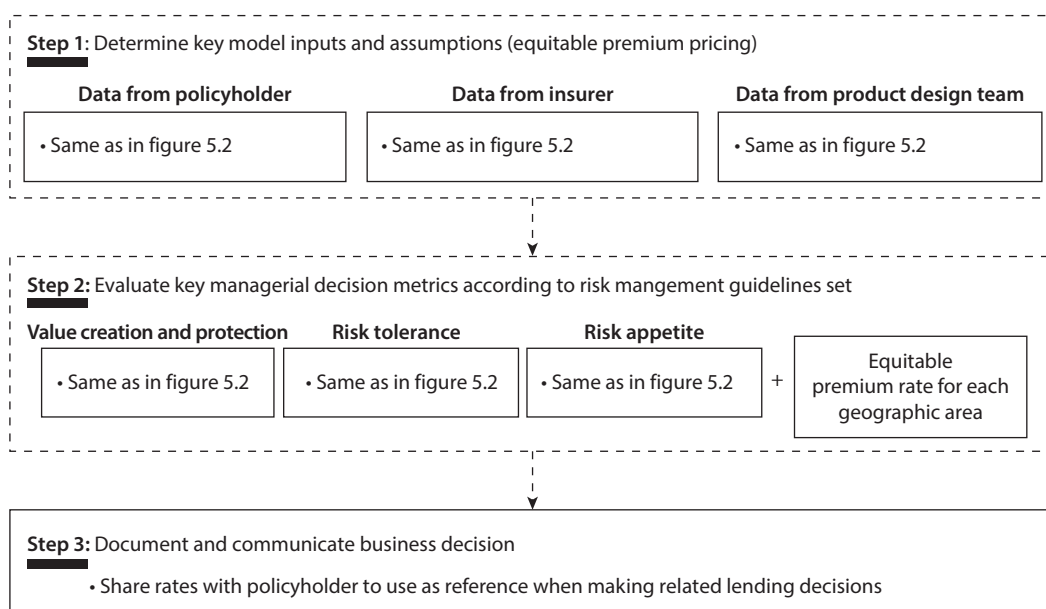 Step 1: Determine key model inputs and assumptions (equitable premium pricing)
Data from policyholder
Data from insurer
Data from product design team
• Same as in figure 5.2
• Same as in figure 5.2
• Same as in figure 5.2
Step 2: Evaluate key managerial decision metrics according to risk mangement guidelines set
Value creation and protection
Risk tolerance
Risk appetite
• Same as in figure 5.2
• Same as in figure 5.2
• Same as in figure 5.2
+
Equitable
premium rate for each
geographic area
Step 3: Document and communicate business decision
• Share rates with policyholder to use as reference when making related lending decisions